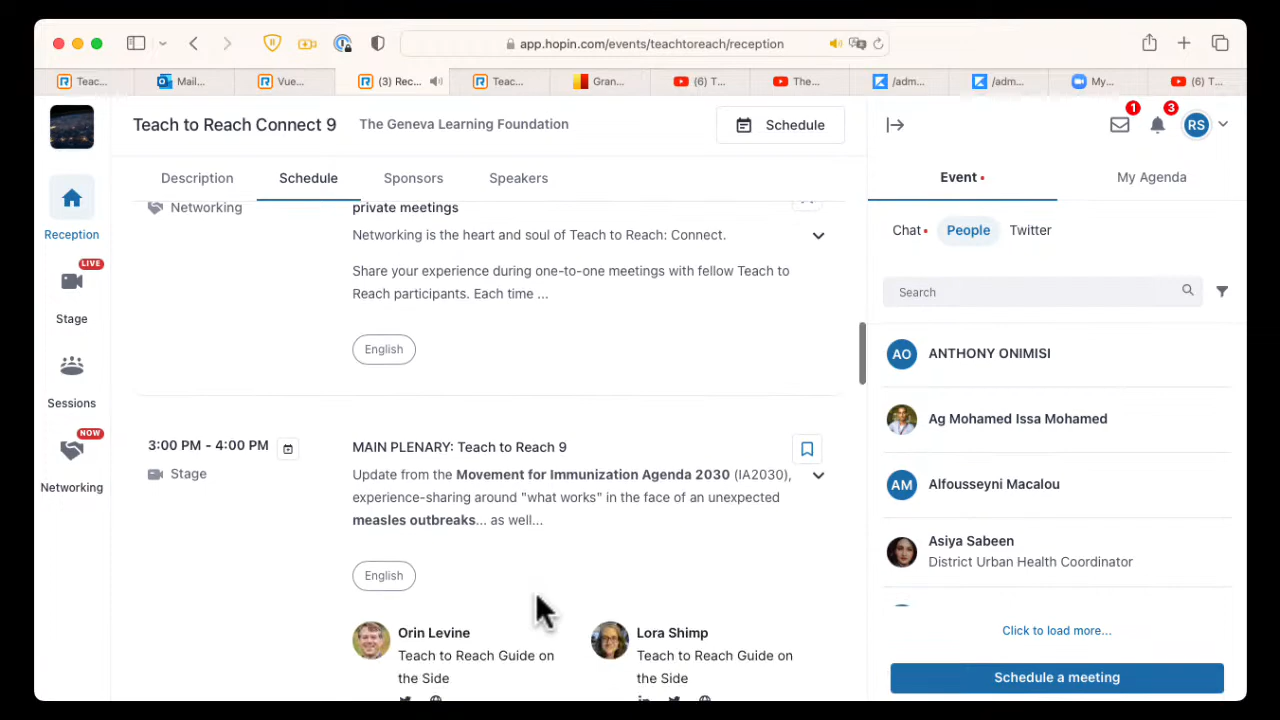 app.hopin.com/events/teachtoreach/reception
Teac...
Mail...
Vue...
(3) Rec...
Teac...
Gran...
(6) T...
The...
/adm...
/adm...
My...
(6) T...
Teach to Reach Connect 9
The Geneva Learning Foundation
Schedule
1
3
RS
Description
Schedule
Sponsors
Speakers
Event
My Agenda
Reception
LIVE
Stage
Sessions
NOW
Networking
Networking
private meetings
Networking is the heart and soul of Teach to Reach: Connect.
Share your experience during one-to-one meetings with fellow Teach to
Reach participants. Each time ...
English
3:00 PM - 4:00 PM
Stage
MAIN PLENARY: Teach to Reach 9
Update from the Movement for Immunization Agenda 2030 (IA2030),
experience-sharing around "what works" in the face of an unexpected
measles outbreaks... as well...
English
Orin Levine
Teach to Reach Guide on
the Side
Lora Shimp
Teach to Reach Guide on
the Side
Chat
People
Twitter
Search
AO
ANTHONY ONIMISI
Ag Mohamed Issa Mohamed
AM
Alfousseyni Macalou
Asiya Sabeen
District Urban Health Coordinator
Click to load more...
Schedule a meeting